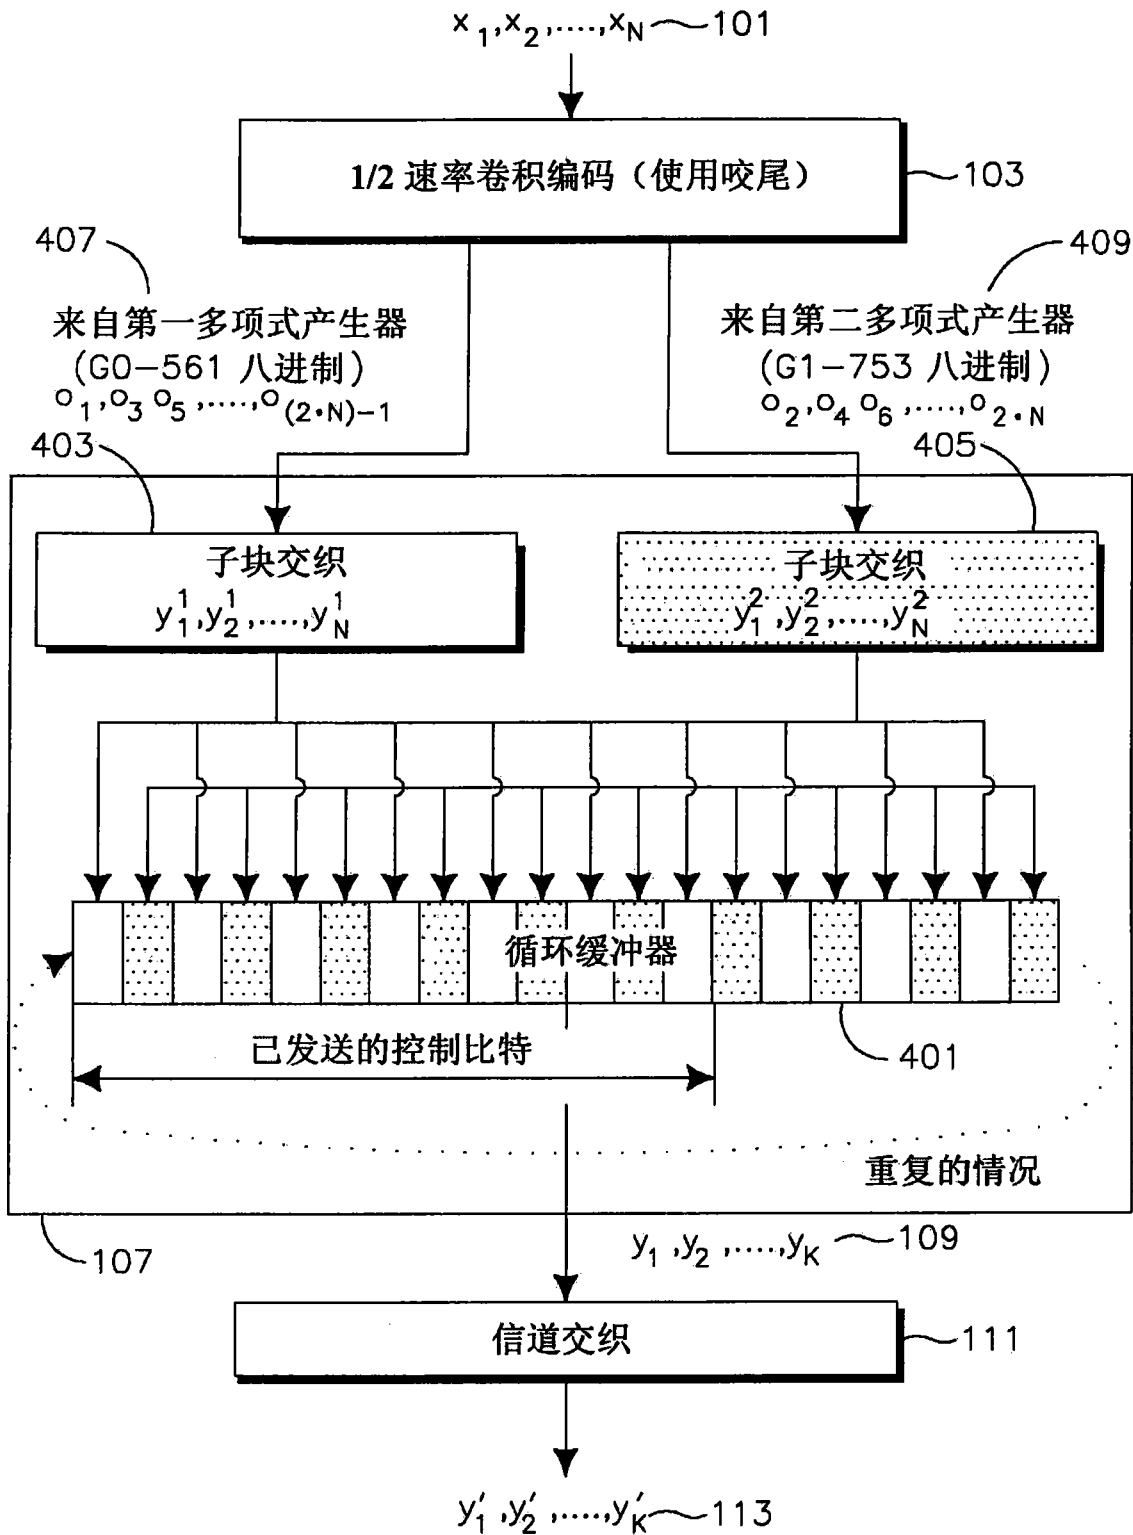 x1,x2,....,xN 101
1/2 速率卷积编码（使用咬尾） 103
407
409
来自第一多项式产生器
(G0-561 八进制)
o1,o3 o5 ,....,o(2·N)-1
来自第二多项式产生器
(G1-753 八进制)
o2,o4 o6 ,....,o2·N
403
405
子块交织
y₁¹,y₂¹,....,y_N¹
子块交织
y₁²,y₂²,....,y_N²
循环缓冲器
已发送的控制比特
401
重复的情况
107
y1 ,y2 ,....,yK 109
信道交织 111
y1′ ,y2′ ,....,yK′ 113